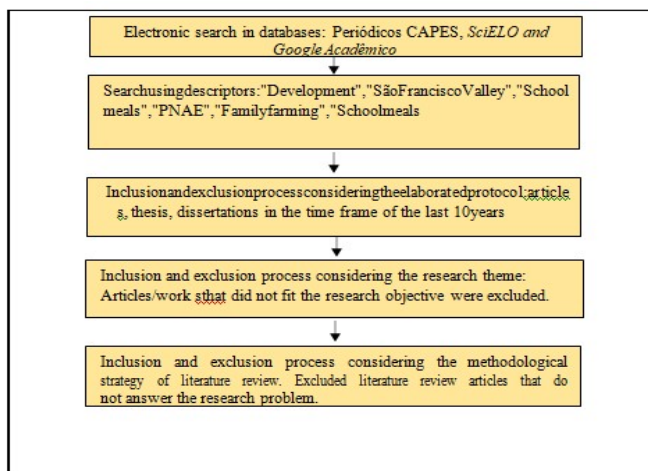 Electronic search in databases: Periódicos CAPES, SciELO and
Google Acadêmico
Searchusingdescriptors:"Development","SãoFranciscoValley","School
meals","PNAE","Familyfarming","Schoolmeals
Inclusionandexclusionprocessconsideringtheelaboratedprotocol:article
s, thesis, dissertations in the time frame of the last 10years
Inclusion and exclusion process considering the research theme:
Articles/work sthat did not fit the research objective were excluded.
Inclusion and exclusion process considering the methodological
strategy of literature review. Excluded literature review articles that do
not answer the research problem.